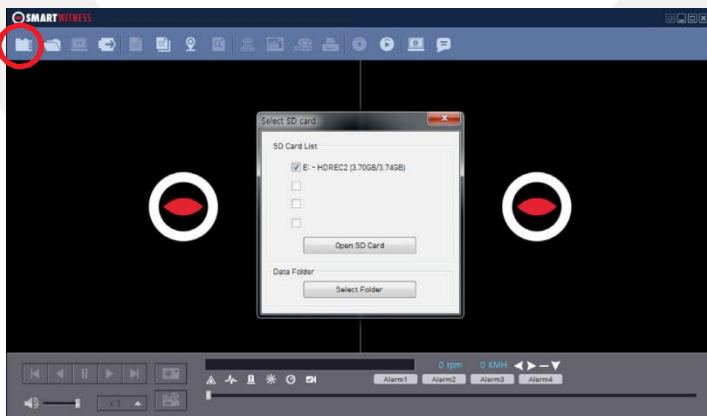 SMARTWITNESS
Select SD card
SD Card List
E: - HDREC2 (3.70GB/3.74GB)
Open SD Card
Data Folder
Select Folder
0 rpm
0 KMH
Alarm1
Alarm2
Alarm3
Alarm4
x 1